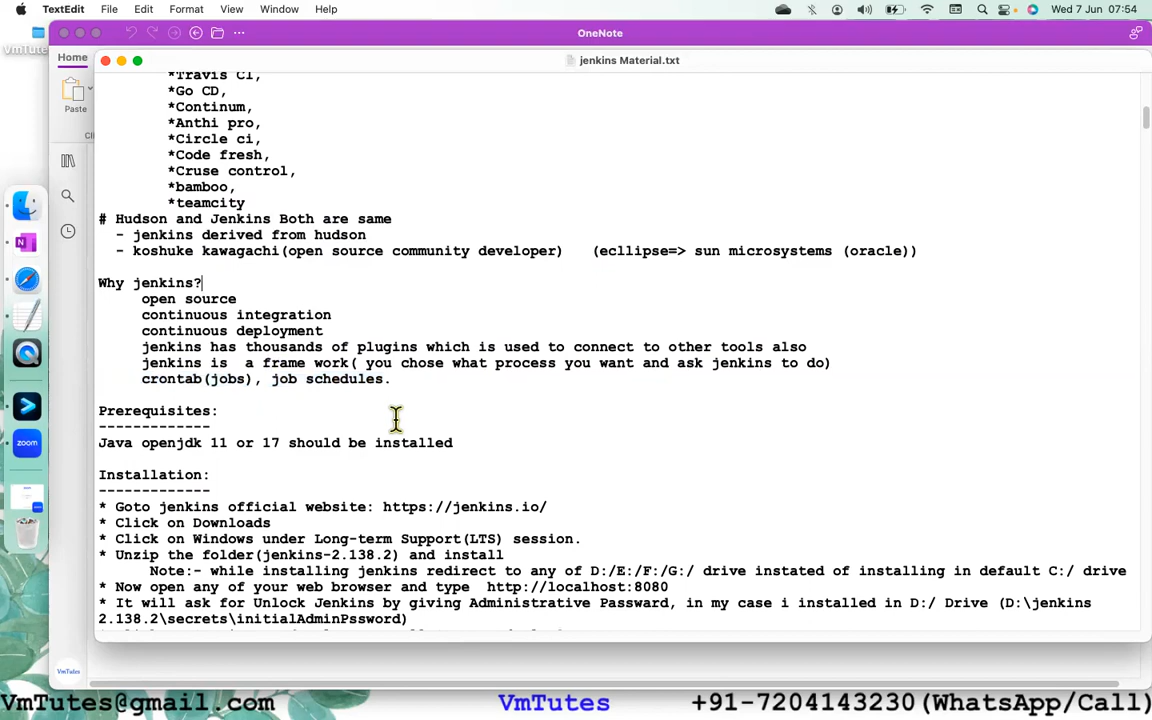 TextEdit File Edit Format View Window Help Wed 7 Jun 07:54
OneNote
VmTutes
Home
jenkins Material.txt
Paste
*Travis CI,
*Go CD,
*Continum,
*Anthi pro,
*Circle ci,
*Code fresh,
*Cruse control,
*bamboo,
*teamcity
# Hudson and Jenkins Both are same
- jenkins derived from hudson
- koshuke kawagachi(open source community developer) (ecllipse=> sun microsystems (oracle))
Why jenkins?
open source
continuous integration
continuous deployment
jenkins has thousands of plugins which is used to connect to other tools also
jenkins is a frame work( you chose what process you want and ask jenkins to do)
crontab(jobs), job schedules.
Prerequisites:
-------------
Java openjdk 11 or 17 should be installed
zoom
Installation:
-------------
* Goto jenkins official website: https://jenkins.io/
* Click on Downloads
* Click on Windows under Long-term Support(LTS) session.
* Unzip the folder(jenkins-2.138.2) and install
Note:- while installing jenkins redirect to any of D:/E:/F:/G:/ drive instated of installing in default C:/ drive
* Now open any of your web browser and type http://localhost:8080
* It will ask for Unlock Jenkins by giving Administrative Passward, in my case i installed in D:/ Drive (D:\jenkins
2.138.2\secrets\initialAdminPssword)
VmTutes
VmTutes@gmail.com VmTutes +91-7204143230(WhatsApp/Call)